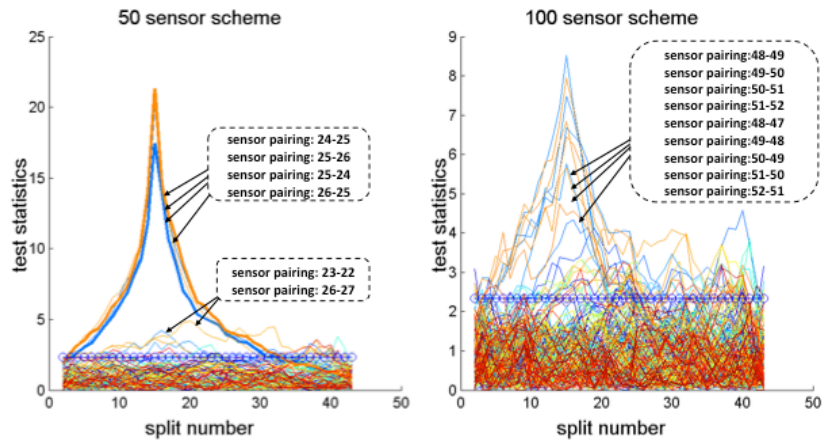 50 sensor scheme
25
20
15
10
5
0
test statistics
0 10 20 30 40 50
split number
sensor pairing: 24-25
sensor pairing: 25-26
sensor pairing: 25-24
sensor pairing: 26-25
sensor pairing: 23-22
sensor pairing: 26-27
100 sensor scheme
9
8
7
6
5
4
3
2
1
0
test statistics
0 10 20 30 40 50
split number
sensor pairing:48-49
sensor pairing:49-50
sensor pairing:50-51
sensor pairing:51-52
sensor pairing:48-47
sensor pairing:49-48
sensor pairing:50-49
sensor pairing:51-50
sensor pairing:52-51